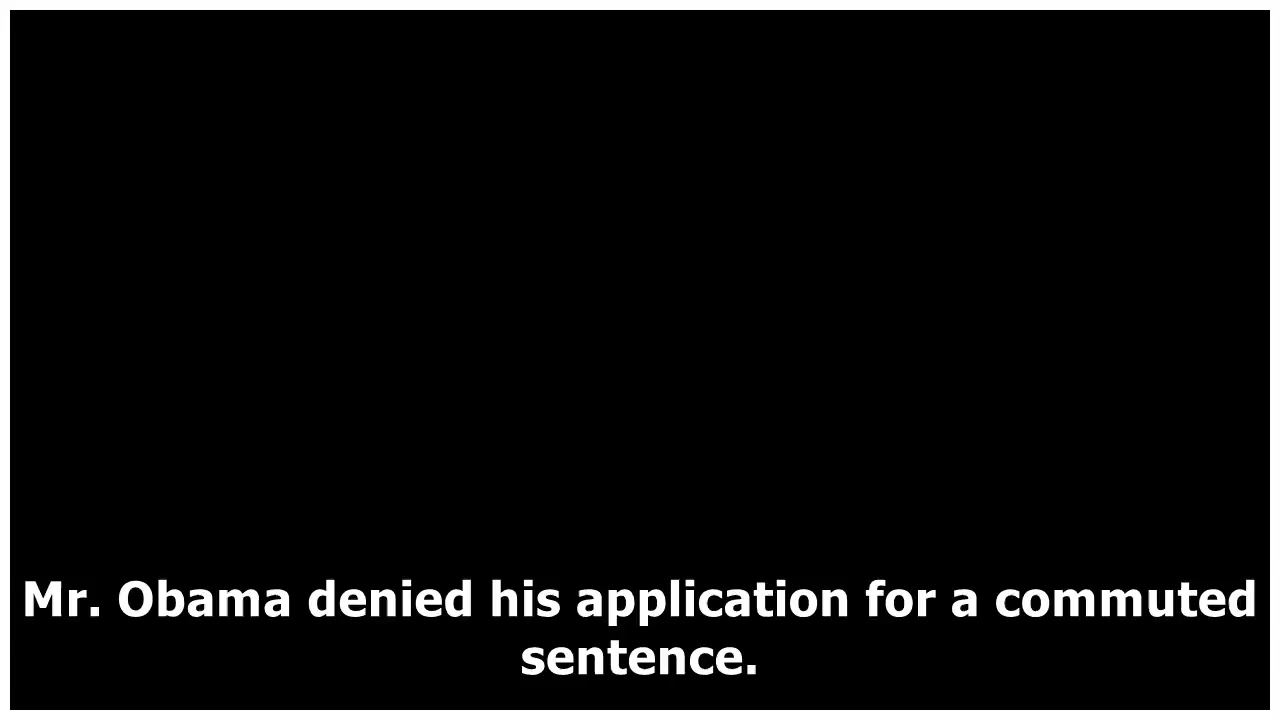 Mr. Obama denied his application for a commuted
sentence.